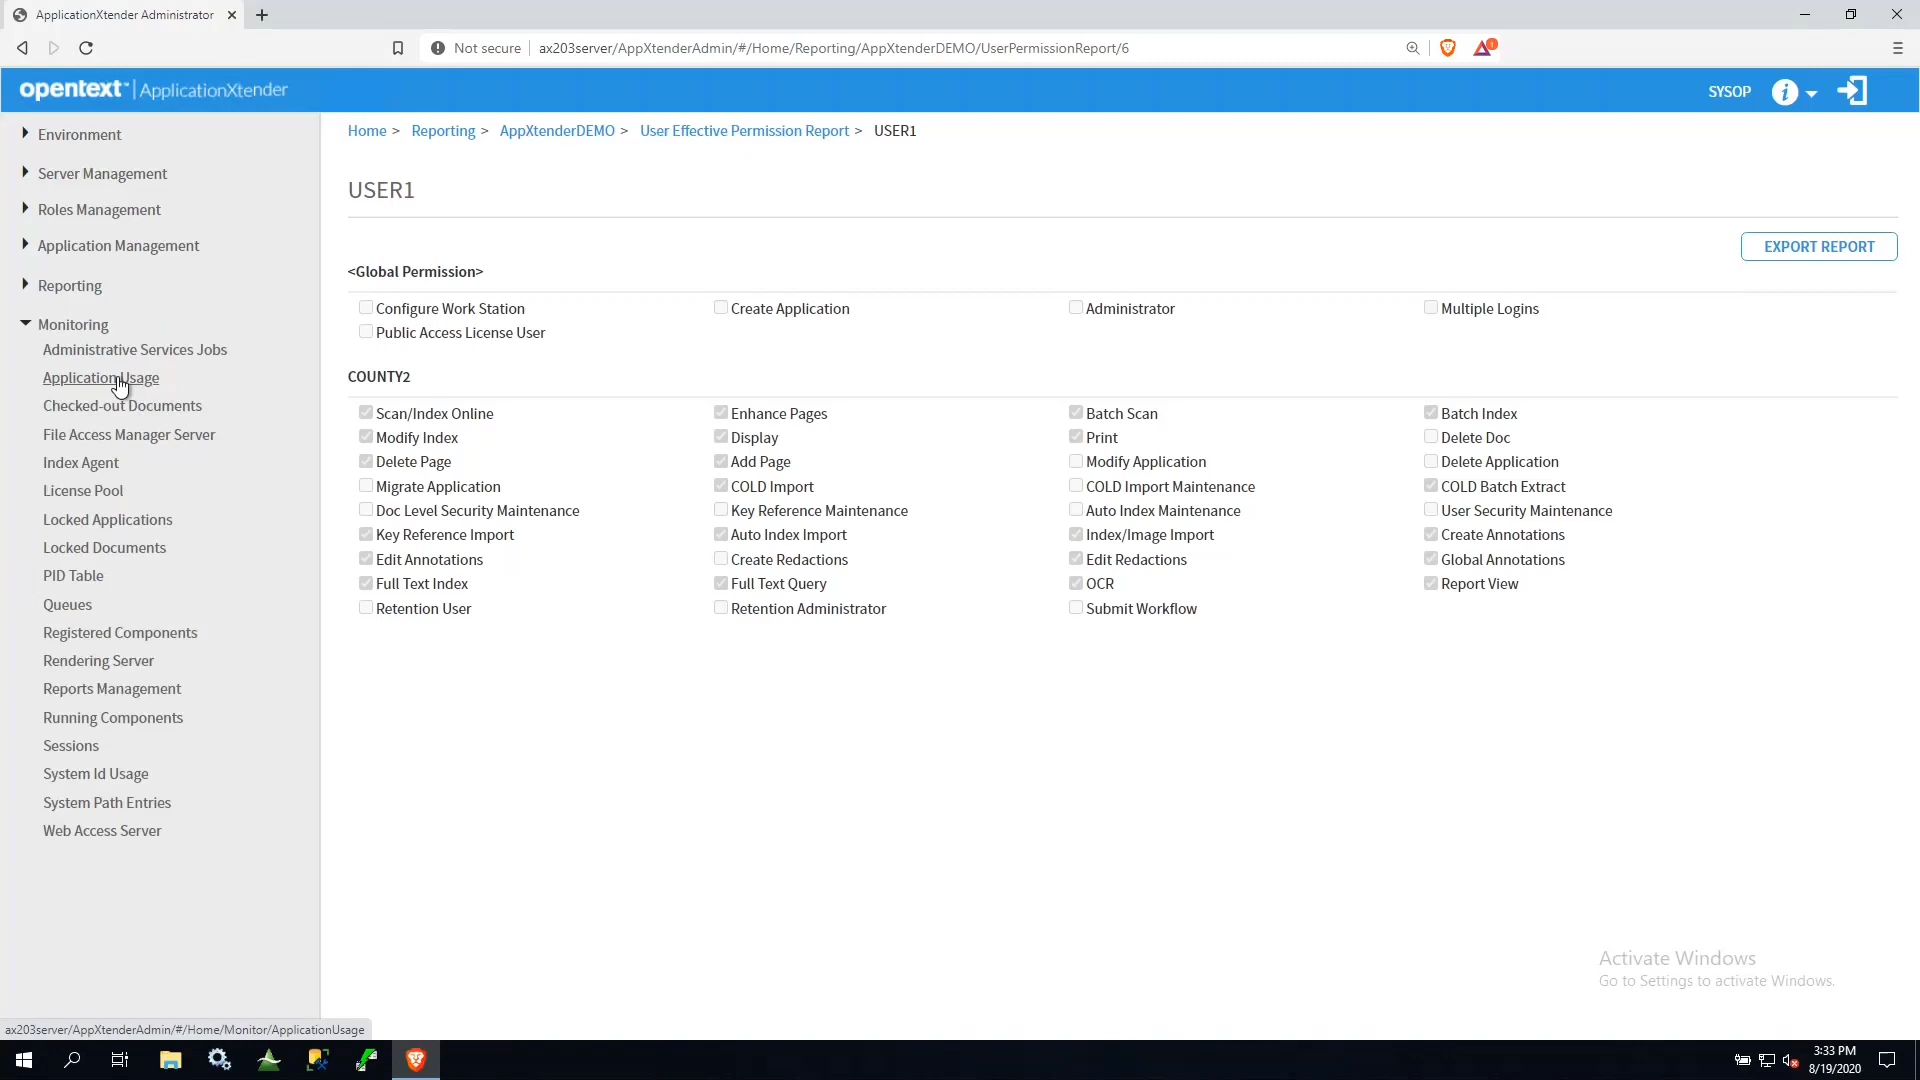 ApplicationXtender Administrator
Not secure ax203server/AppXtenderAdmin/#/Home/Reporting/AppXtenderDEMO/UserPermissionReport/6
1
opentext™ | ApplicationXtender
SYSOP
i
Environment
Server Management
Roles Management
Application Management
Reporting
Monitoring
Administrative Services Jobs
Application Usage
Checked-out Documents
File Access Manager Server
Index Agent
License Pool
Locked Applications
Locked Documents
PID Table
Queues
Registered Components
Rendering Server
Reports Management
Running Components
Sessions
System Id Usage
System Path Entries
Web Access Server
Home > Reporting > AppXtenderDEMO > User Effective Permission Report > USER1
USER1
EXPORT REPORT
<Global Permission>
Configure Work Station Create Application Administrator Multiple Logins
Public Access License User
COUNTY2
Scan/Index Online Enhance Pages Batch Scan Batch Index
Modify Index Display Print Delete Doc
Delete Page Add Page Modify Application Delete Application
Migrate Application COLD Import COLD Import Maintenance COLD Batch Extract
Doc Level Security Maintenance Key Reference Maintenance Auto Index Maintenance User Security Maintenance
Key Reference Import Auto Index Import Index/Image Import Create Annotations
Edit Annotations Create Redactions Edit Redactions Global Annotations
Full Text Index Full Text Query OCR Report View
Retention User Retention Administrator Submit Workflow
Activate Windows
Go to Settings to activate Windows.
ax203server/AppXtenderAdmin/#/Home/Monitor/ApplicationUsage
3:33 PM
8/19/2020